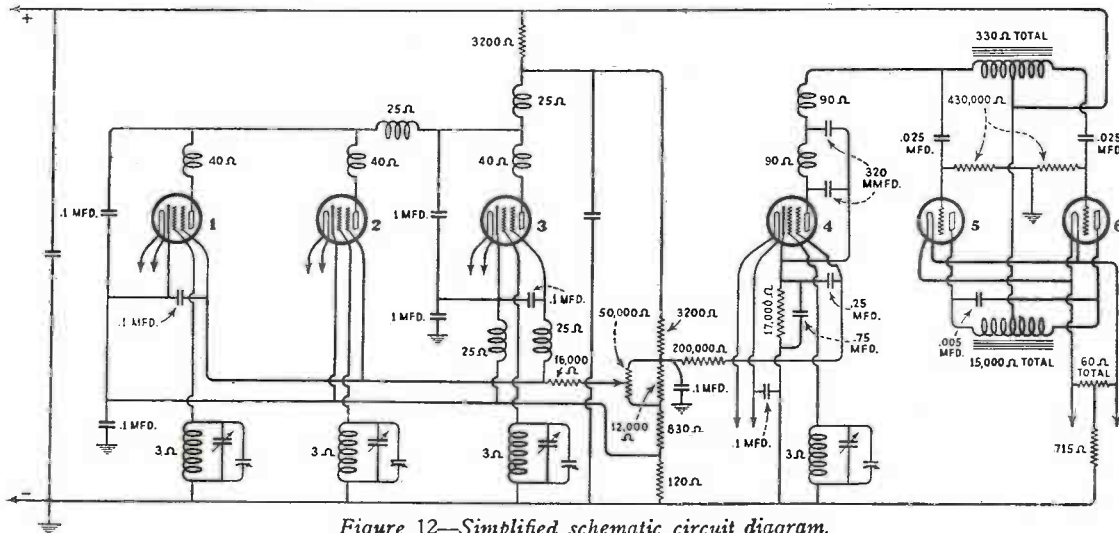 +
3200Ω
330Ω TOTAL
25Ω
25Ω
90Ω
430,000Ω
.025
MFD.
.025
MFD.
40Ω
40Ω
40Ω
90Ω
320
MMFD.
.1 MFD.
1
2
.1 MFD.
3
4
5
6
.1 MFD.
.1 MFD.
.1 MFD.
25Ω
25Ω
16,000
Ω
50,000Ω
3200Ω
200,000Ω
17,000Ω
.25
MFD.
.75
MFD.
.005
MFD.
15,000Ω TOTAL
60Ω
TOTAL
.1 MFD.
.1 MFD.
12,000
Ω
830Ω
.1 MFD.
3Ω
3Ω
3Ω
120Ω
3Ω
715Ω
-
Figure 12—Simplified schematic circuit diagram.